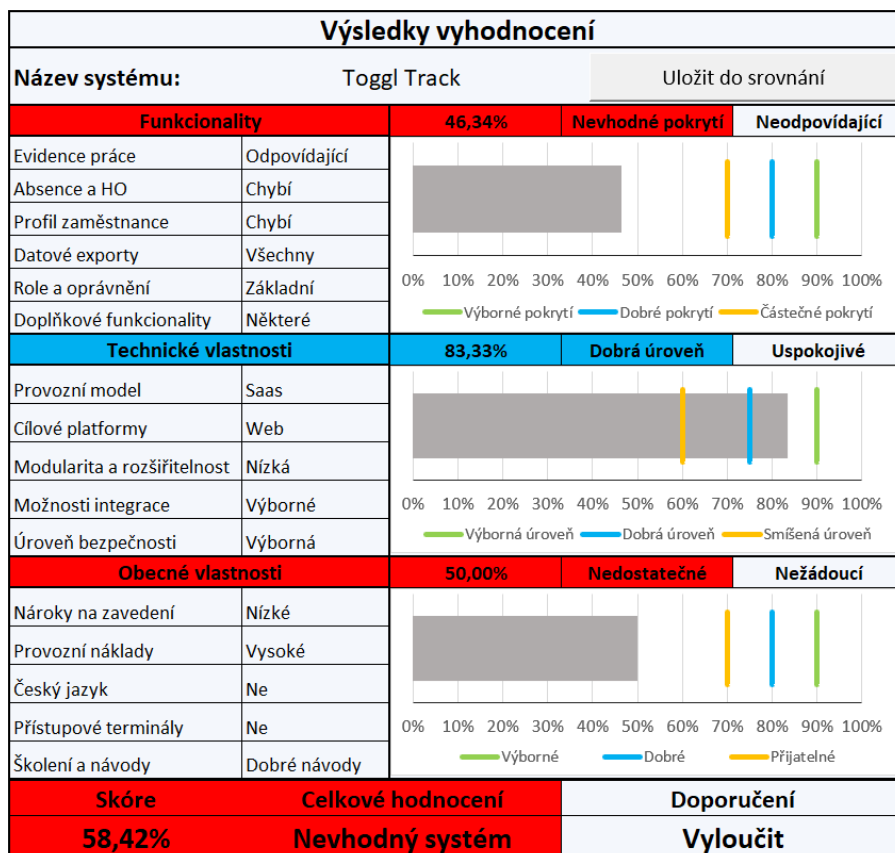 Výsledky vyhodnocení
Název systému: Toggl Track Uložit do srovnání
Funkcionality 46,34% Nevhodné pokrytí Neodpovídající
Evidence práce Odpovídající
Absence a HO Chybí
Profil zaměstnance Chybí
Datové exporty Všechny
Role a oprávnění Základní
Doplňkové funkcionality Některé
0% 10% 20% 30% 40% 50% 60% 70% 80% 90% 100%
Výborné pokrytí Dobré pokrytí Částečné pokrytí
Technické vlastnosti 83,33% Dobrá úroveň Uspokojivé
Provozní model Saas
Cílové platformy Web
Modularita a rozšiřitelnost Nízká
Možnosti integrace Výborné
Úroveň bezpečnosti Výborná
0% 10% 20% 30% 40% 50% 60% 70% 80% 90% 100%
Výborná úroveň Dobrá úroveň Smíšená úroveň
Obecné vlastnosti 50,00% Nedostatečné Nežádoucí
Nároky na zavedení Nízké
Provozní náklady Vysoké
Český jazyk Ne
Přístupové terminály Ne
Školení a návody Dobré návody
0% 10% 20% 30% 40% 50% 60% 70% 80% 90% 100%
Výborné Dobré Přijatelné
Skóre Celkové hodnocení Doporučení
58,42% Nevhodný systém Vyloučit